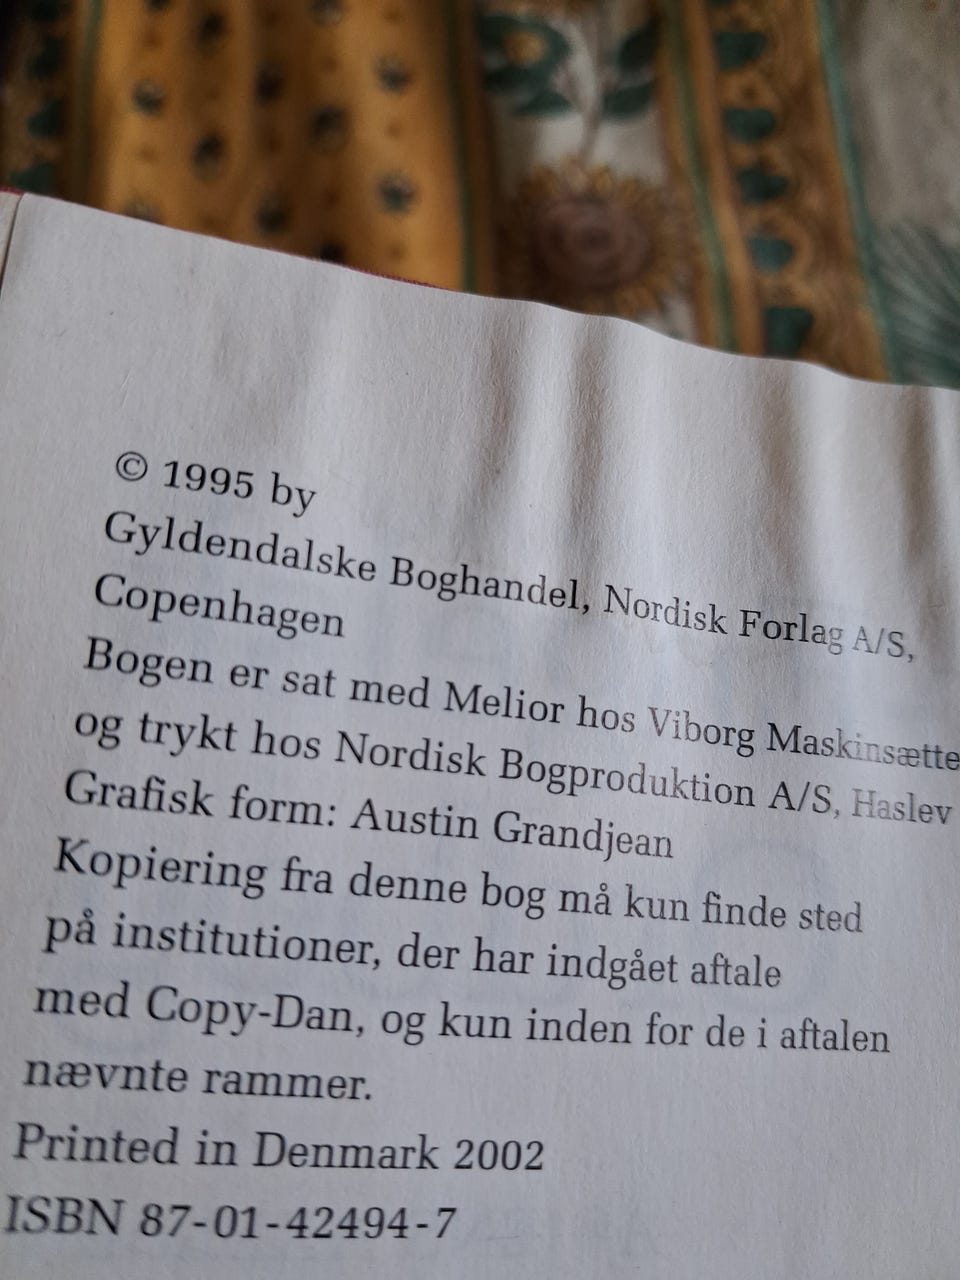 © 1995 by
Gyldendalske Boghandel, Nordisk Forlag A/S,
Copenhagen
Bogen er sat med Melior hos Viborg Maskinsætte
og trykt hos Nordisk Bogproduktion A/S, Haslev
Grafisk form: Austin Grandjean
Kopiering fra denne bog må kun finde sted
på institutioner, der har indgået aftale
med Copy-Dan, og kun inden for de i aftalen
nævnte rammer.
Printed in Denmark 2002
ISBN 87-01-42494-7